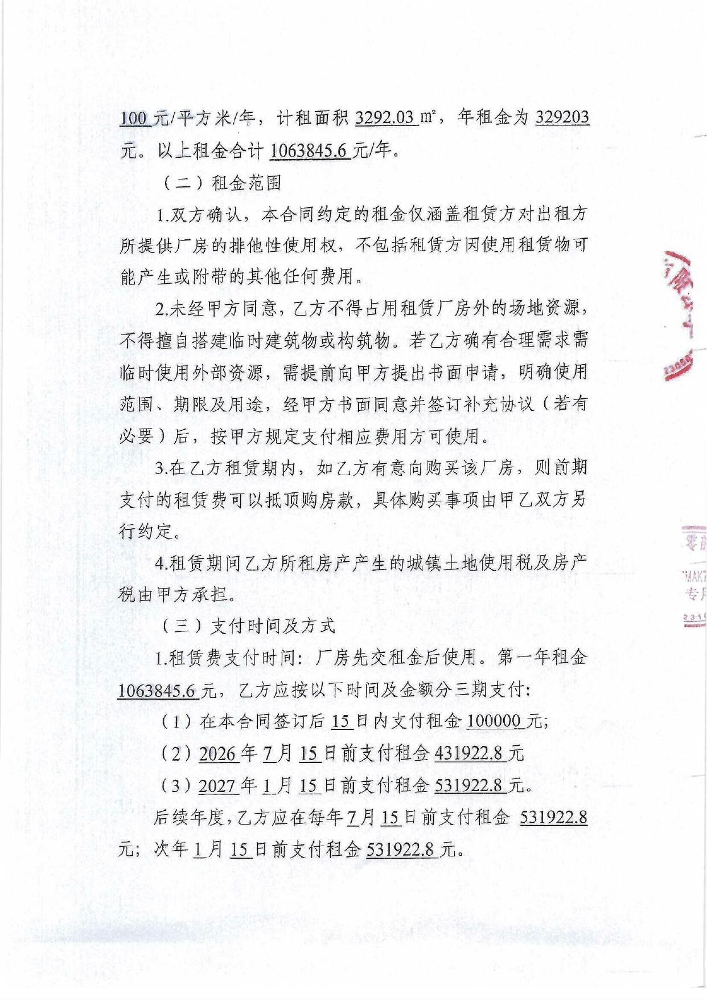 100 元/平方米/年，计租面积 3292.03 ㎡，年租金为 329203
元。以上租金合计 1063845.6 元/年。
（二）租金范围
1.双方确认，本合同约定的租金仅涵盖租赁方对出租方
所提供厂房的排他性使用权，不包括租赁方因使用租赁物可
能产生或附带的其他任何费用。
2.未经甲方同意，乙方不得占用租赁厂房外的场地资源，
不得擅自搭建临时建筑物或构筑物。若乙方确有合理需求需
临时使用外部资源，需提前向甲方提出书面申请，明确使用
范围、期限及用途，经甲方书面同意并签订补充协议（若有
必要）后，按甲方规定支付相应费用方可使用。
3.在乙方租赁期内，如乙方有意向购买该厂房，则前期
支付的租赁费可以抵顶购房款，具体购买事项由甲乙双方另
行约定。
4.租赁期间乙方所租房产产生的城镇土地使用税及房产
税由甲方承担。
（三）支付时间及方式
1.租赁费支付时间：厂房先交租金后使用。第一年租金
1063845.6 元，乙方应按以下时间及金额分三期支付：
（1）在本合同签订后 15 日内支付租金 100000 元；
（2）2026 年 7 月 15 日前支付租金 431922.8 元
（3）2027 年 1 月 15 日前支付租金 531922.8 元。
后续年度，乙方应在每年 7 月 15 日前支付租金 531922.8
元；次年 1 月 15 日前支付租金 531922.8 元。
零部
MAK7
专用
231